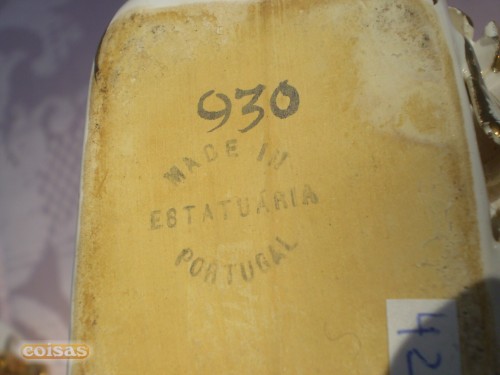 930
MADE IN
ESTATUÁRIA
PORTUGAL
42
coisas